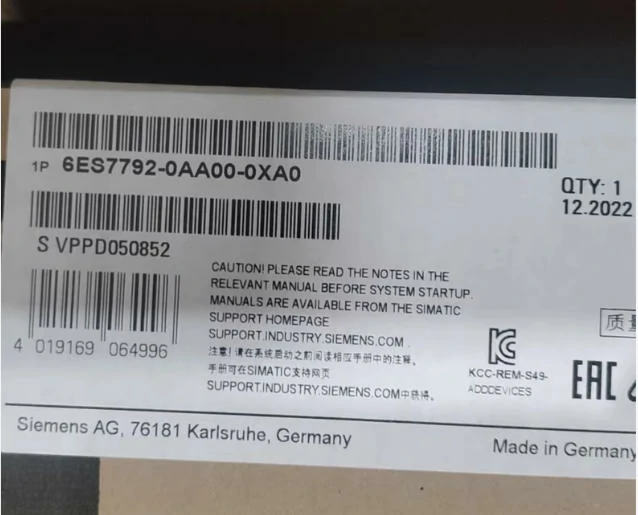 1P 6ES7792-0AA00-0XA0
QTY: 1
12.2022
S VPPD050852
CAUTION! PLEASE READ THE NOTES IN THE
RELEVANT MANUAL BEFORE SYSTEM STARTUP.
MANUALS ARE AVAILABLE FROM THE SIMATIC
SUPPORT HOMEPAGE
SUPPORT.INDUSTRY.SIEMENS.COM.
注意!请在系统启动之前阅读相应手册中的注释。
手册可在SIMATIC支持网页
SUPPORT.INDUSTRY.SIEMENS.COM中获得。
4 019169 064996
KCC-REM-S49-
ADDDEVICES
质量
EAC
Siemens AG, 76181 Karlsruhe, Germany
Made in Germany